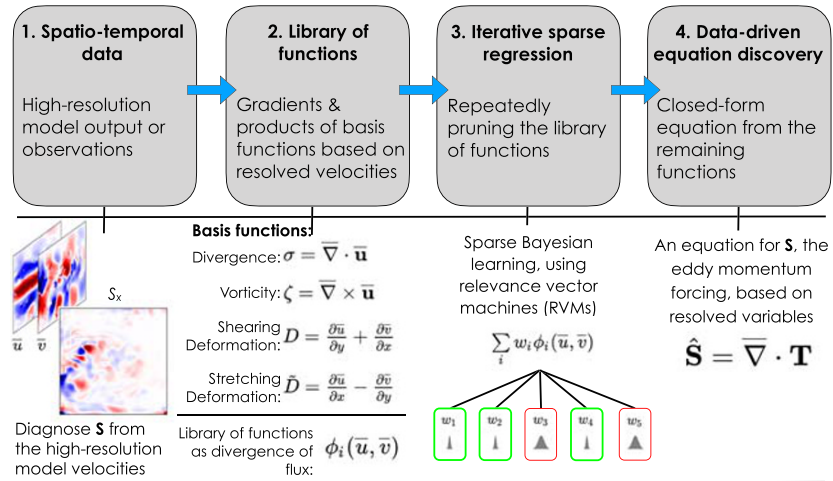 1. Spatio-temporal
data
High-resolution
model output or
observations
2. Library of
functions
Gradients &
products of basis
functions based on
resolved velocities
3. Iterative sparse
regression
Repeatedly
pruning the library
of functions
4. Data-driven
equation discovery
Closed-form
equation from the
remaining
functions
u̅ v̅
Sₓ
Diagnose S from
the high-resolution
model velocities
Basis functions:
Divergence: σ = ∇̅ · u̅
Vorticity: ζ = ∇̅ × u̅
Shearing
Deformation: D = ∂u̅/∂y + ∂v̅/∂x
Stretching
Deformation: D̃ = ∂u̅/∂x − ∂v̅/∂y
Library of functions
as divergence of
flux:
ϕᵢ(u̅, v̅)
Sparse Bayesian
learning, using
relevance vector
machines (RVMs)
∑ᵢ wᵢϕᵢ(u̅, v̅)
w₁ w₂ w₃ w₄ w₅
An equation for S, the
eddy momentum
forcing, based on
resolved variables
Ŝ = ∇̅ · T